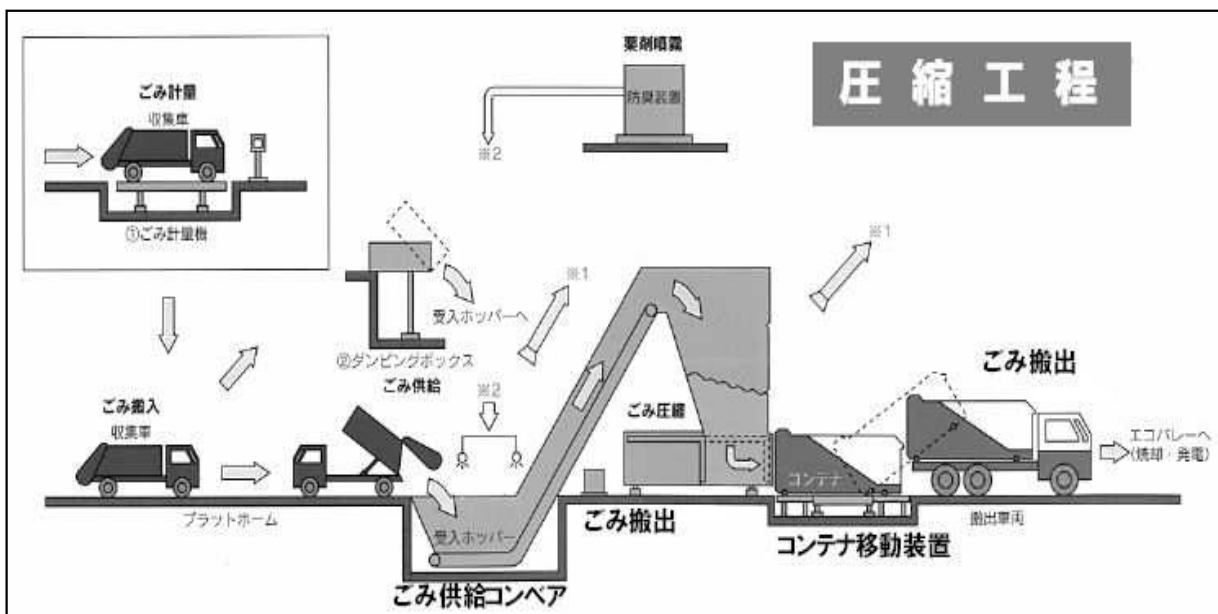 圧縮工程
ごみ計量
収集車
①ごみ計量機
薬剤噴霧
防臭装置
※2
※1
受入ホッパーへ
②ダンピングボックス
ごみ供給
※2
※1
ごみ搬入
収集車
プラットホーム
受入ホッパー
ごみ供給コンベア
ごみ圧縮
ごみ搬出
コンテナ
コンテナ移動装置
ごみ搬出
搬出車両
エコバレーへ
(焼却・発電)